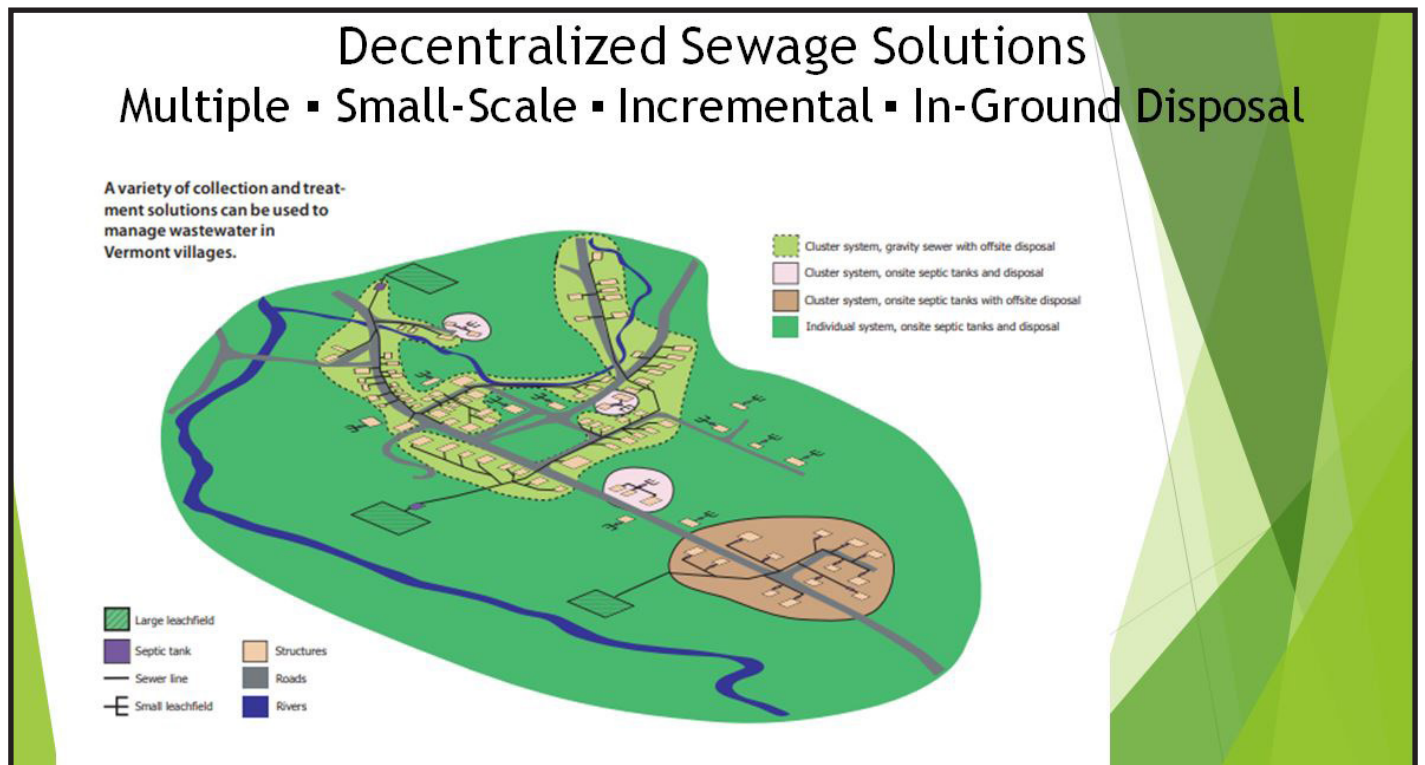 Decentralized Sewage Solutions
Multiple ▪ Small-Scale ▪ Incremental ▪ In-Ground Disposal
A variety of collection and treat-
ment solutions can be used to
manage wastewater in
Vermont villages.
Cluster system, gravity sewer with offsite disposal
Cluster system, onsite septic tanks and disposal
Cluster system, onsite septic tanks with offsite disposal
Individual system, onsite septic tanks and disposal
Large leachfield
Septic tank
Sewer line
Small leachfield
Structures
Roads
Rivers